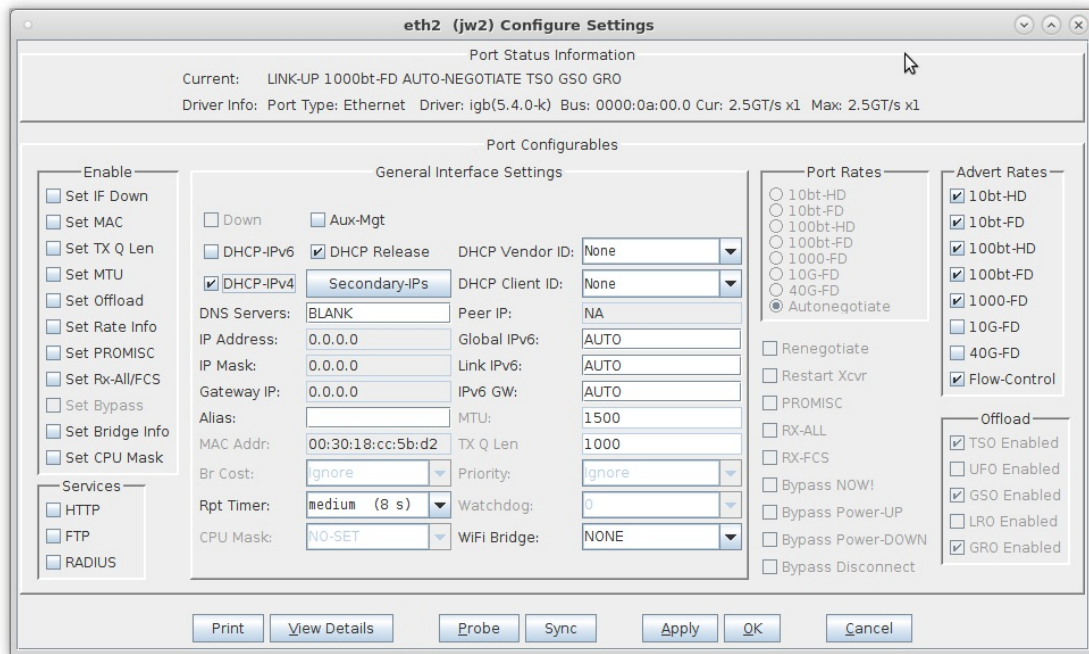 eth2 (jw2) Configure Settings
Port Status Information
Current: LINK-UP 1000bt-FD AUTO-NEGOTIATE TSO GSO GRO
Driver Info: Port Type: Ethernet Driver: igb(5.4.0-k) Bus: 0000:0a:00.0 Cur: 2.5GT/s x1 Max: 2.5GT/s x1
Port Configurables
Enable
Set IF Down
Set MAC
Set TX Q Len
Set MTU
Set Offload
Set Rate Info
Set PROMISC
Set Rx-All/FCS
Set Bypass
Set Bridge Info
Set CPU Mask
Services
HTTP
FTP
RADIUS
General Interface Settings
Down Aux-Mgt
DHCP-IPv6 DHCP Release DHCP Vendor ID: None
DHCP-IPv4 Secondary-IPs DHCP Client ID: None
DNS Servers: BLANK Peer IP: NA
IP Address: 0.0.0.0 Global IPv6: AUTO
IP Mask: 0.0.0.0 Link IPv6: AUTO
Gateway IP: 0.0.0.0 IPv6 GW: AUTO
Alias: MTU: 1500
MAC Addr: 00:30:18:cc:5b:d2 TX Q Len 1000
Br Cost: Ignore Priority: Ignore
Rpt Timer: medium (8 s) Watchdog: 0
CPU Mask: NO-SET WiFi Bridge: NONE
Port Rates
10bt-HD
10bt-FD
100bt-HD
100bt-FD
1000-FD
10G-FD
40G-FD
Autonegotiate
Renegotiate
Restart Xcvr
PROMISC
RX-ALL
RX-FCS
Bypass NOW!
Bypass Power-UP
Bypass Power-DOWN
Bypass Disconnect
Advert Rates
10bt-HD
10bt-FD
100bt-HD
100bt-FD
1000-FD
10G-FD
40G-FD
Flow-Control
Offload
TSO Enabled
UFO Enabled
GSO Enabled
LRO Enabled
GRO Enabled
Print View Details Probe Sync Apply OK Cancel